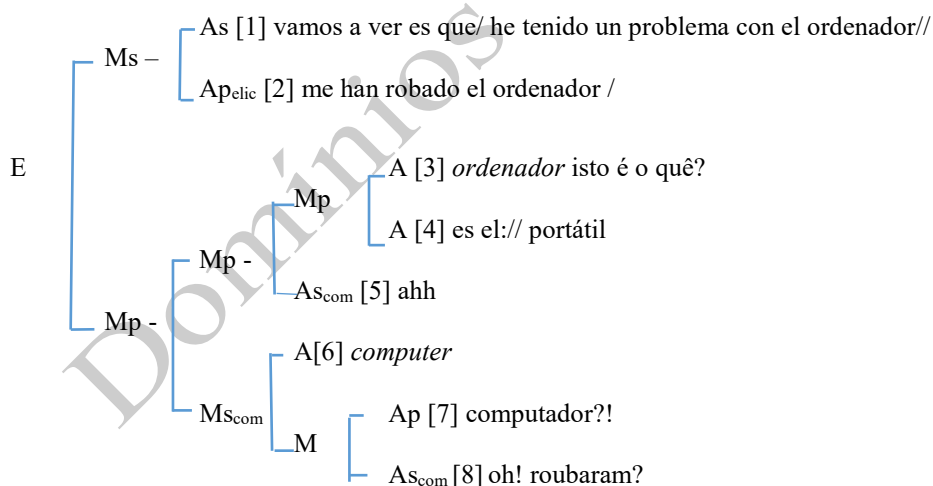 As [1] vamos a ver es que/ he tenido un problema con el ordenador//
Ms –
Ap elic [2] me han robado el ordenador /
E
A [3] ordenador isto é o quê?
Mp
A [4] es el:// portátil
Mp -
As com [5] ahh
Mp -
A[6] computer
Ms com
Ap [7] computador?!
M
As com [8] oh! roubaram?
Domínios